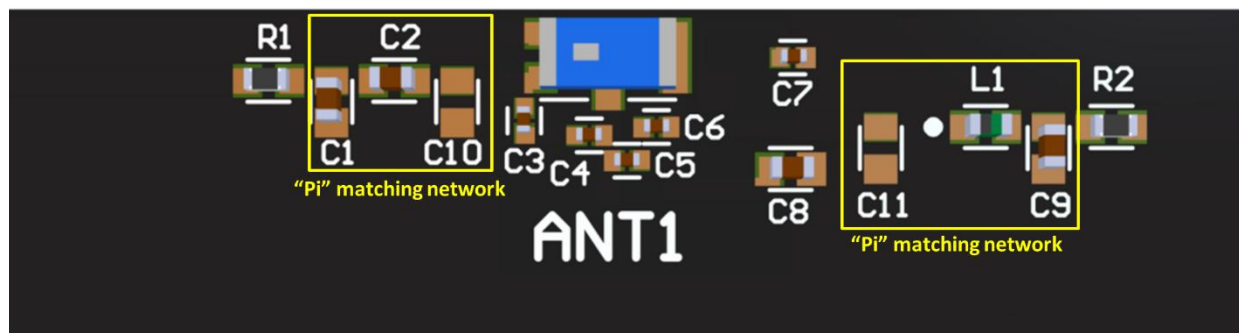 R1
C2
C1
C10
"Pi" matching network
C3
C4
C5
C6
C7
C8
ANT1
L1
R2
C11
C9
"Pi" matching network